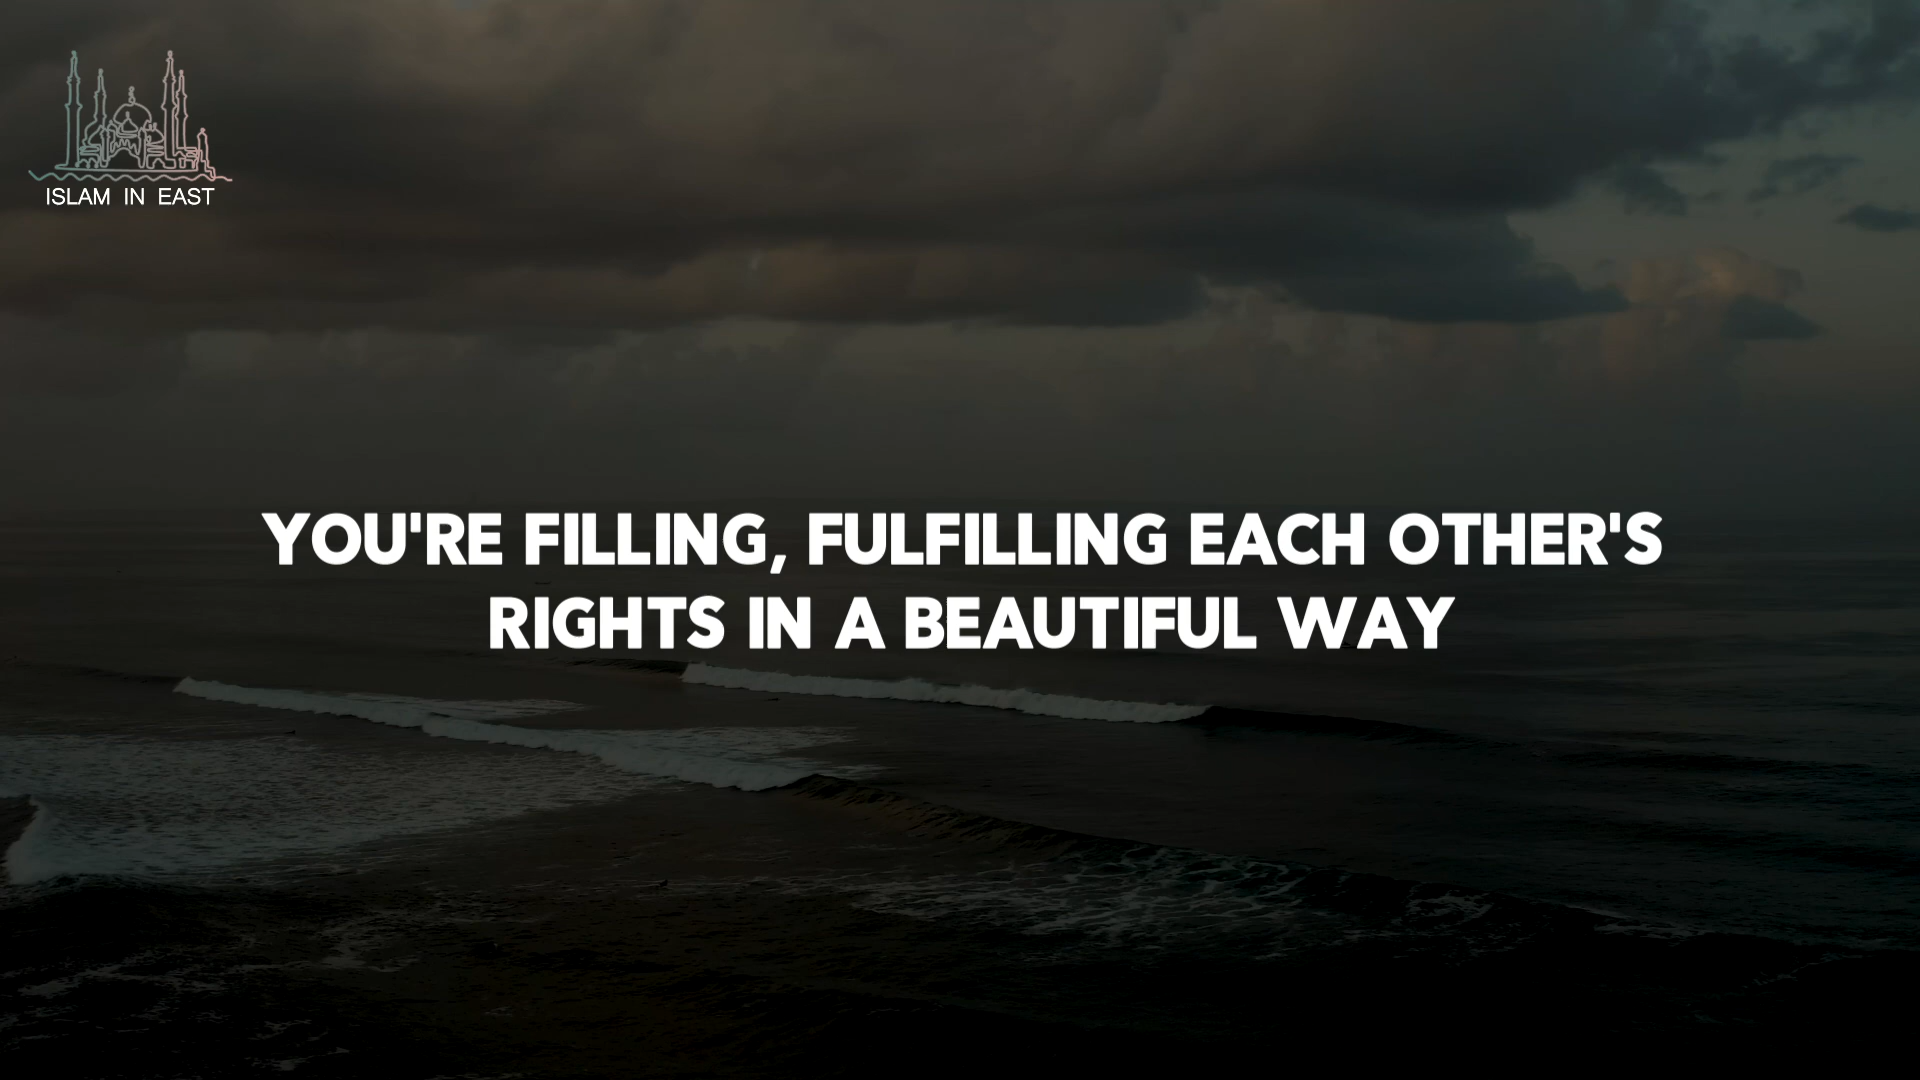 ISLAM IN EAST
YOU'RE FILLING, FULFILLING EACH OTHER'S
RIGHTS IN A BEAUTIFUL WAY